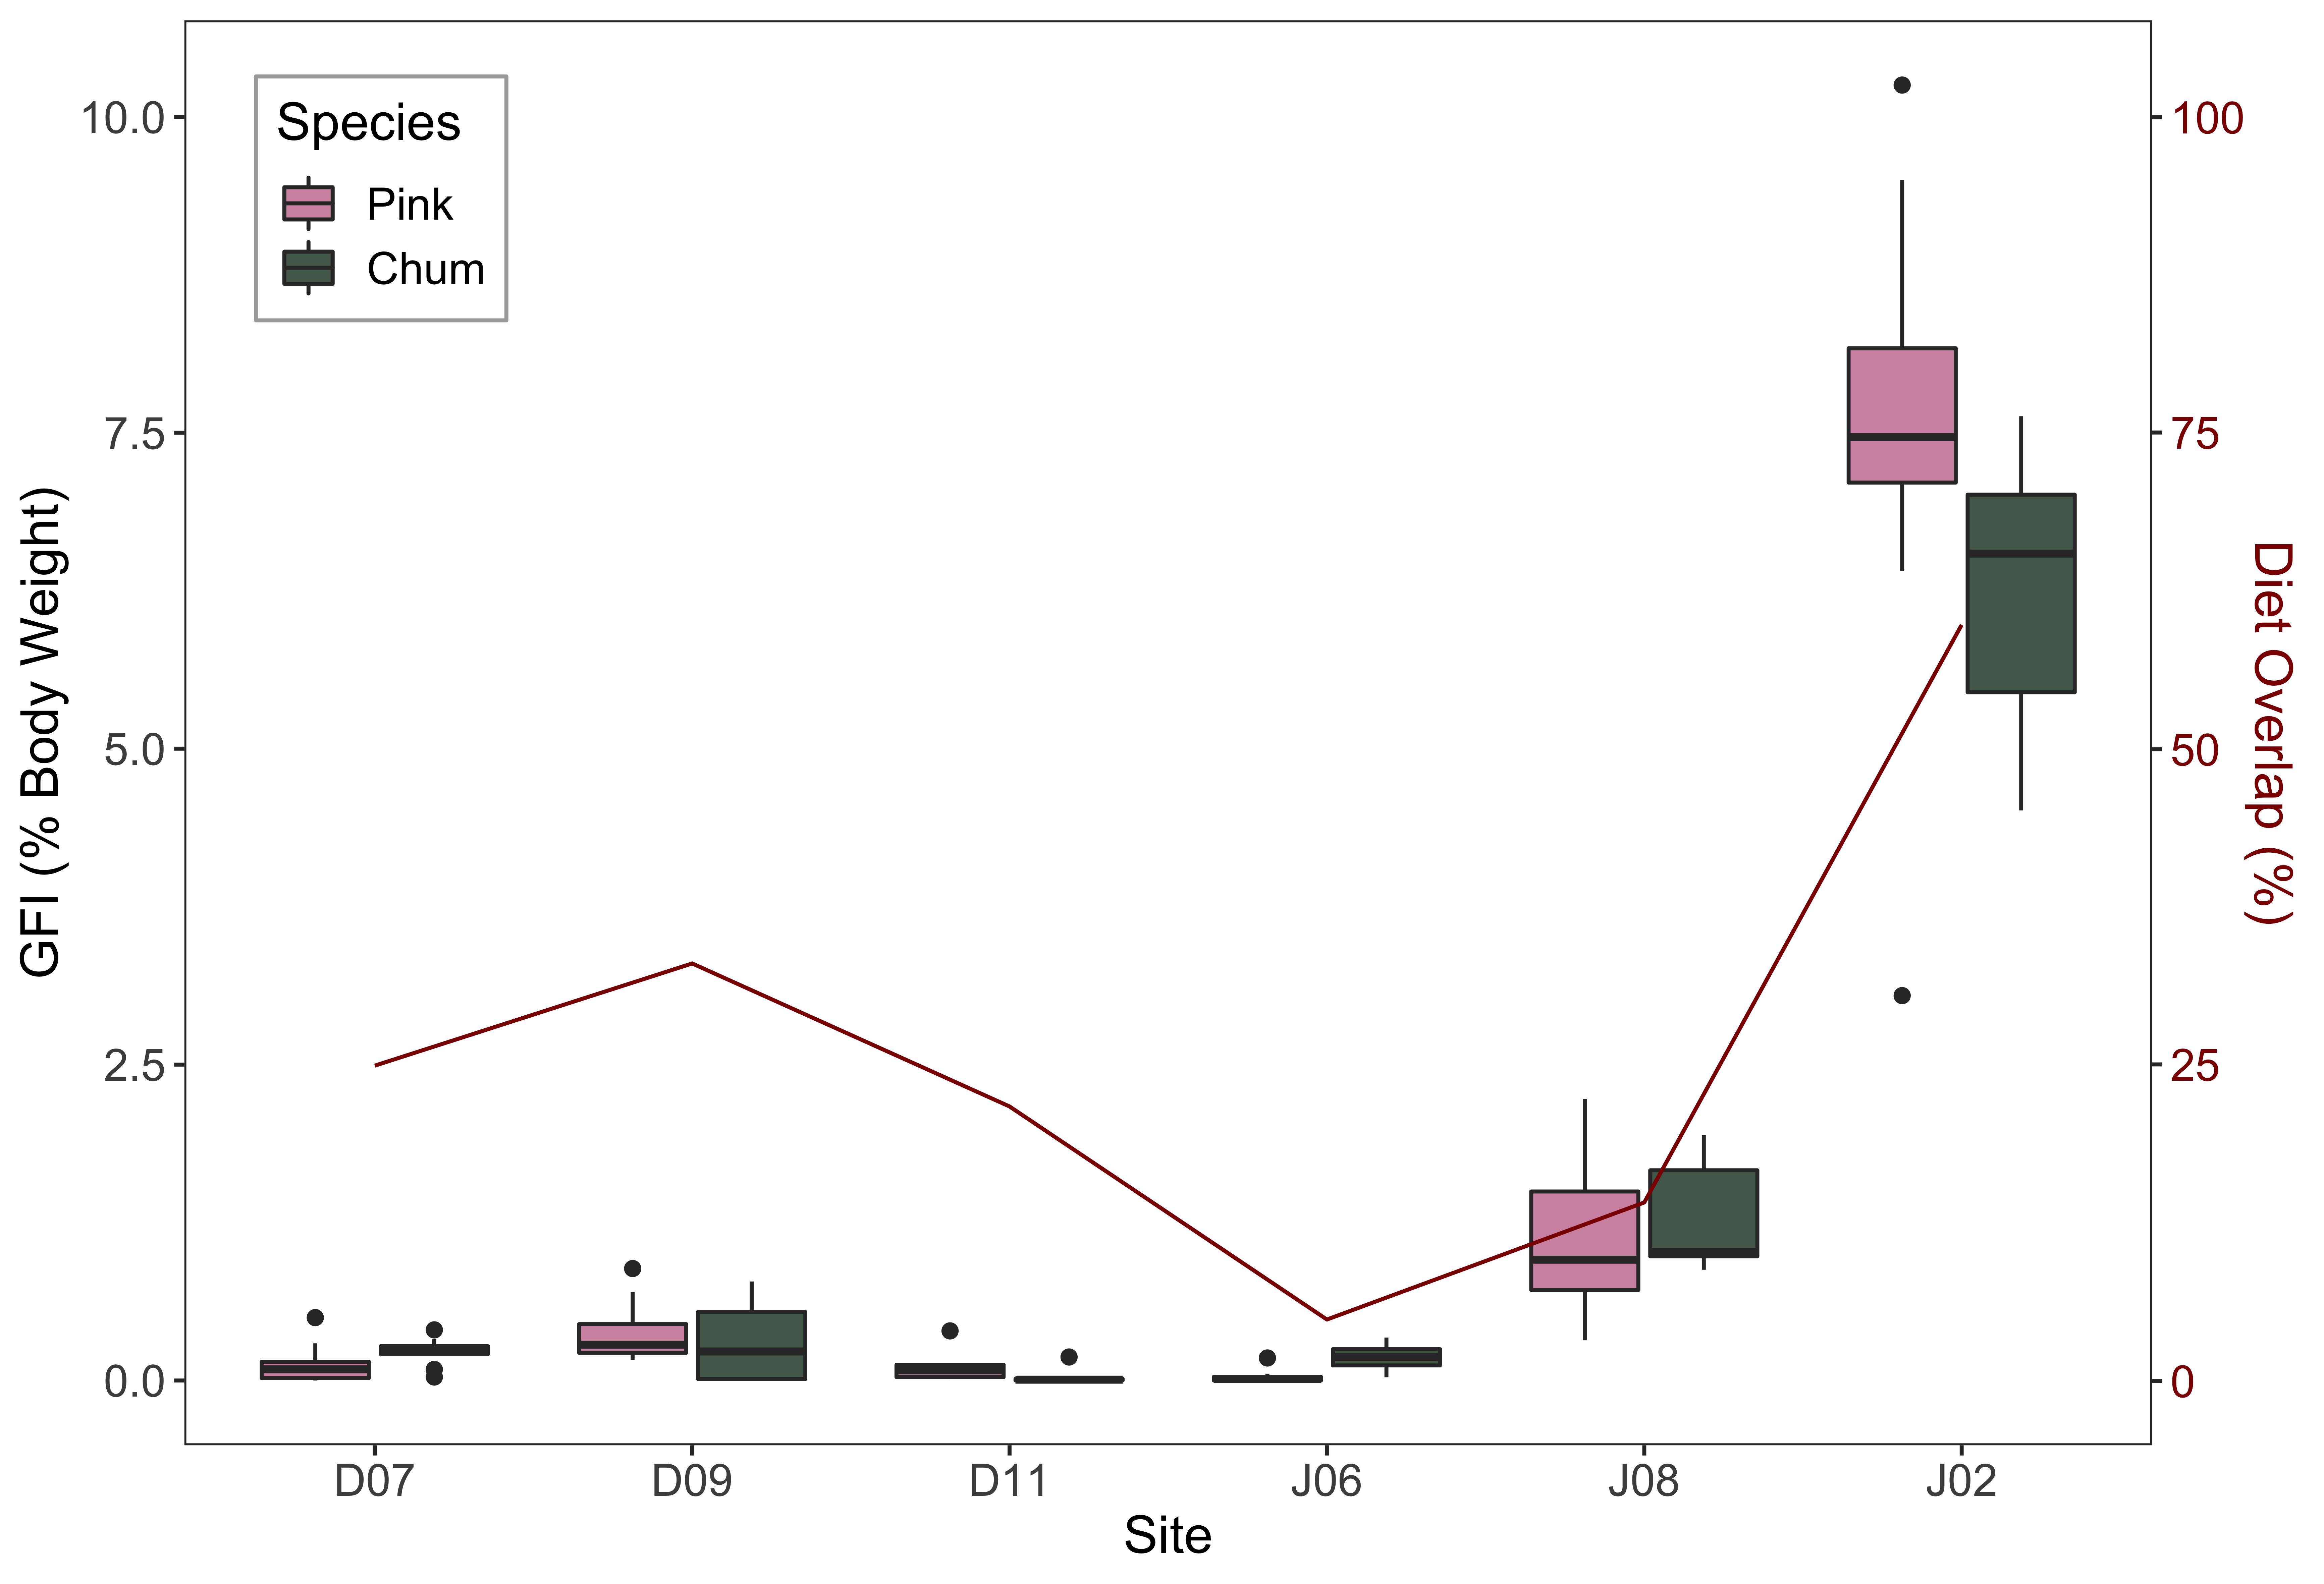 Species
Pink
Chum
10.0
7.5
5.0
2.5
0.0
GFI (% Body Weight)
100
75
50
25
0
Diet Overlap (%)
D07 D09 D11 J06 J08 J02
Site